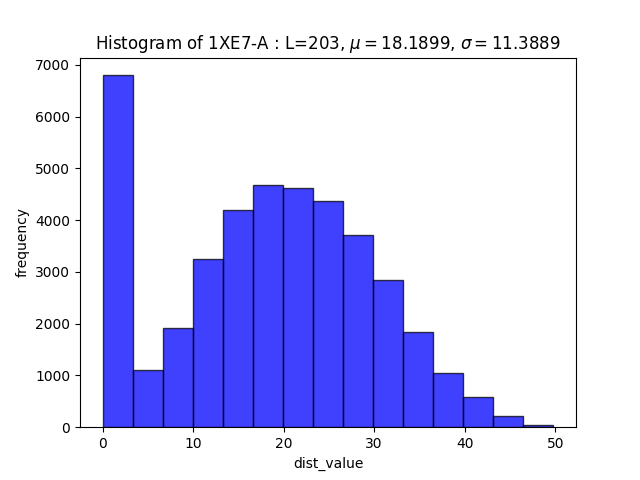 Histogram of 1XE7-A : L=203, μ = 18.1899, σ = 11.3889
7000
6000
5000
4000
3000
2000
1000
0
frequency
0 10 20 30 40 50
dist_value